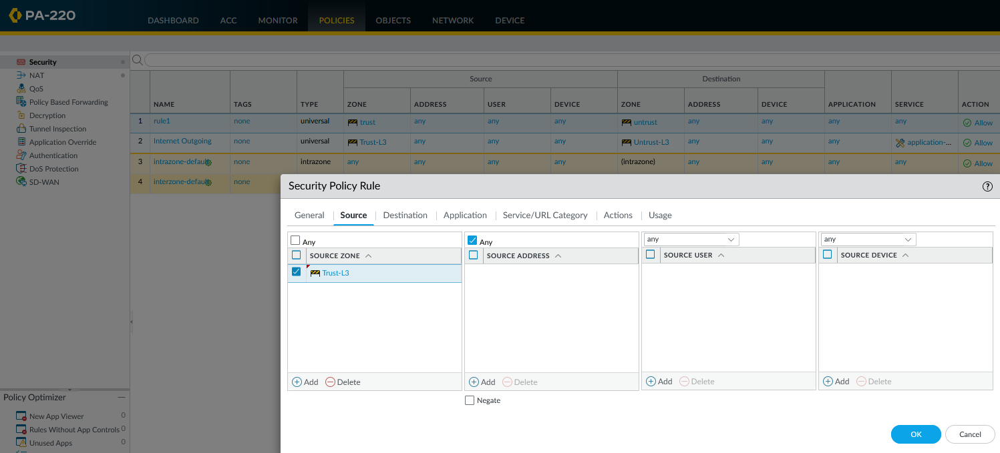 PA-220
DASHBOARD ACC MONITOR POLICIES OBJECTS NETWORK DEVICE
Security
NAT
QoS
Policy Based Forwarding
Decryption
Tunnel Inspection
Application Override
Authentication
DoS Protection
SD-WAN
Source Destination
NAME TAGS TYPE ZONE ADDRESS USER DEVICE ZONE ADDRESS DEVICE APPLICATION SERVICE ACTION
1 rule1 none universal trust any any any untrust any any any any Allow
2 Internet Outgoing none universal Trust-L3 any any any Untrust-L3 any any any application-... Allow
3 intrazone-default none intrazone any any any any (intrazone) any any any any Allow
4 interzone-default none
Security Policy Rule
General Source Destination Application Service/URL Category Actions Usage
Any Any any any
SOURCE ZONE SOURCE ADDRESS SOURCE USER SOURCE DEVICE
Trust-L3
Add Delete Add Delete Add Delete Add Delete
Negate
OK Cancel
Policy Optimizer
New App Viewer 0
Rules Without App Controls 0
Unused Apps 0